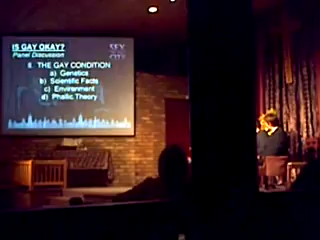 IS GAY OKAY?
Panel Discussion
SEX
CITY
II. THE GAY CONDITION
a) Genetics
b) Scientific Facts
c) Environment
d) Phallic Theory